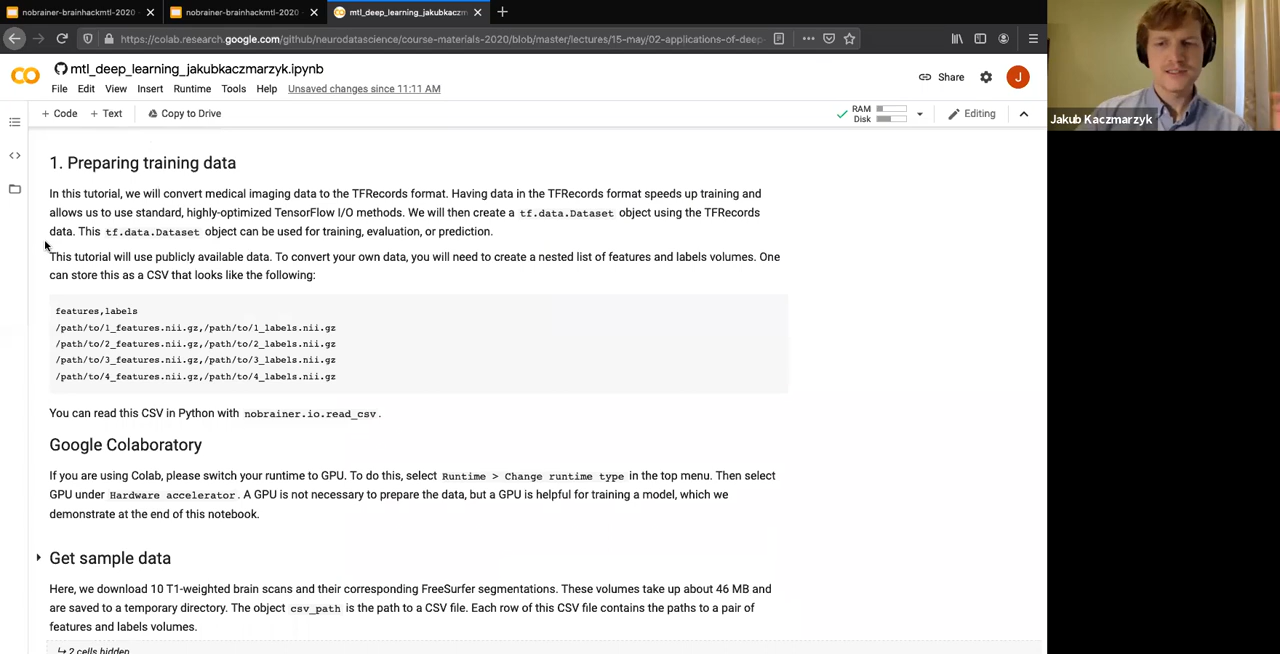 nobrainer-brainhackmtl-2020
nobrainer-brainhackmtl-2020
mtl_deep_learning_jakubkaczm
https://colab.research.google.com/github/neurodatascience/course-materials-2020/blob/master/lectures/15-may/02-applications-of-deep-
mtl_deep_learning_jakubkaczmarzyk.ipynb
Share
J
File Edit View Insert Runtime Tools Help Unsaved changes since 11:11 AM
+ Code + Text Copy to Drive
RAM
Disk
Editing
Jakub Kaczmarzyk
1. Preparing training data
In this tutorial, we will convert medical imaging data to the TFRecords format. Having data in the TFRecords format speeds up training and
allows us to use standard, highly-optimized TensorFlow I/O methods. We will then create a tf.data.Dataset object using the TFRecords
data. This tf.data.Dataset object can be used for training, evaluation, or prediction.
This tutorial will use publicly available data. To convert your own data, you will need to create a nested list of features and labels volumes. One
can store this as a CSV that looks like the following:
features,labels
/path/to/1_features.nii.gz,/path/to/1_labels.nii.gz
/path/to/2_features.nii.gz,/path/to/2_labels.nii.gz
/path/to/3_features.nii.gz,/path/to/3_labels.nii.gz
/path/to/4_features.nii.gz,/path/to/4_labels.nii.gz
You can read this CSV in Python with nobrainer.io.read_csv.
Google Colaboratory
If you are using Colab, please switch your runtime to GPU. To do this, select Runtime > Change runtime type in the top menu. Then select
GPU under Hardware accelerator. A GPU is not necessary to prepare the data, but a GPU is helpful for training a model, which we
demonstrate at the end of this notebook.
Get sample data
Here, we download 10 T1-weighted brain scans and their corresponding FreeSurfer segmentations. These volumes take up about 46 MB and
are saved to a temporary directory. The object csv_path is the path to a CSV file. Each row of this CSV file contains the paths to a pair of
features and labels volumes.
2 cells hidden